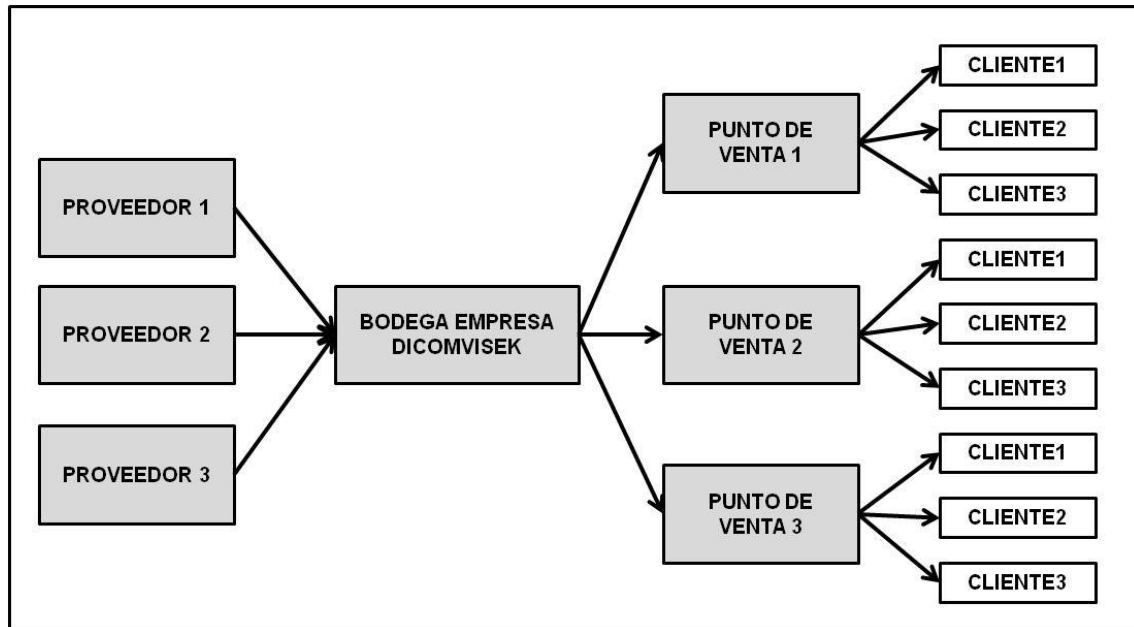 PROVEEDOR 1
PROVEEDOR 2
PROVEEDOR 3
BODEGA EMPRESA
DICOMVISEK
PUNTO DE
VENTA 1
PUNTO DE
VENTA 2
PUNTO DE
VENTA 3
CLIENTE1
CLIENTE2
CLIENTE3
CLIENTE1
CLIENTE2
CLIENTE3
CLIENTE1
CLIENTE2
CLIENTE3